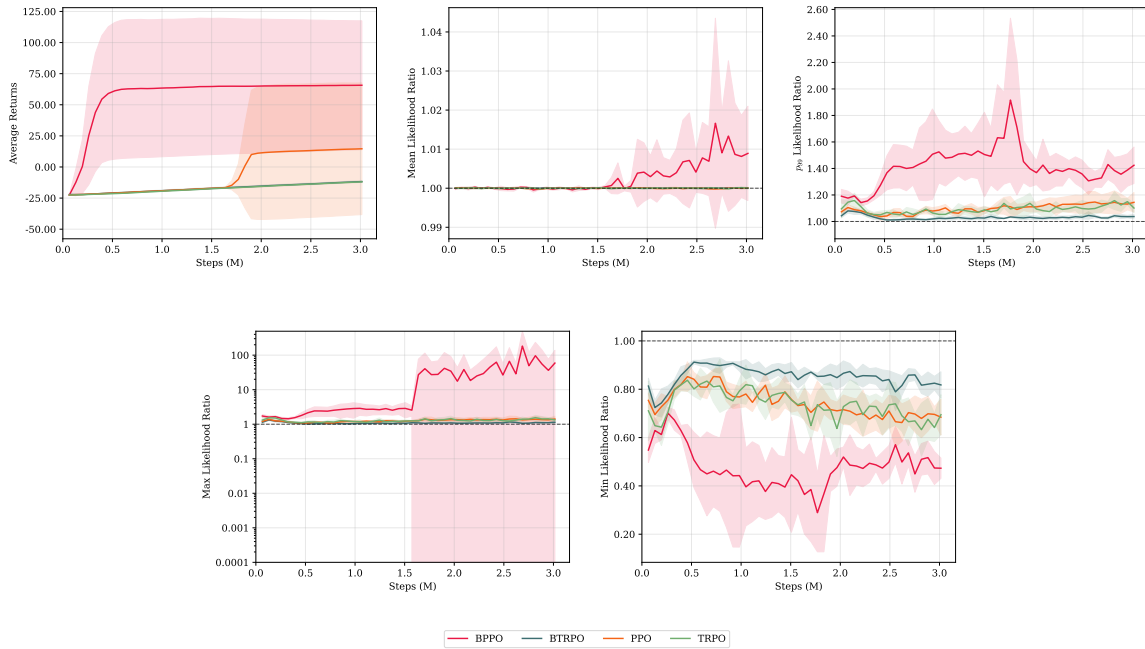 125.00
100.00
75.00
50.00
25.00
0.00
-25.00
-50.00
Average Returns
0.0 0.5 1.0 1.5 2.0 2.5 3.0
Steps (M)
1.04
1.03
1.02
1.01
1.00
0.99
Mean Likelihood Ratio
0.0 0.5 1.0 1.5 2.0 2.5 3.0
Steps (M)
2.60
2.40
2.20
2.00
1.80
1.60
1.40
1.20
1.00
Likelihood Ratio
0.0 0.5 1.0 1.5 2.0 2.5 3.0
Steps (M)
100
10
1
0.1
0.01
0.001
0.0001
Max Likelihood Ratio
0.0 0.5 1.0 1.5 2.0 2.5 3.0
Steps (M)
1.00
0.80
0.60
0.40
0.20
Min Likelihood Ratio
0.0 0.5 1.0 1.5 2.0 2.5 3.0
Steps (M)
BPPO BTRPO PPO TRPO